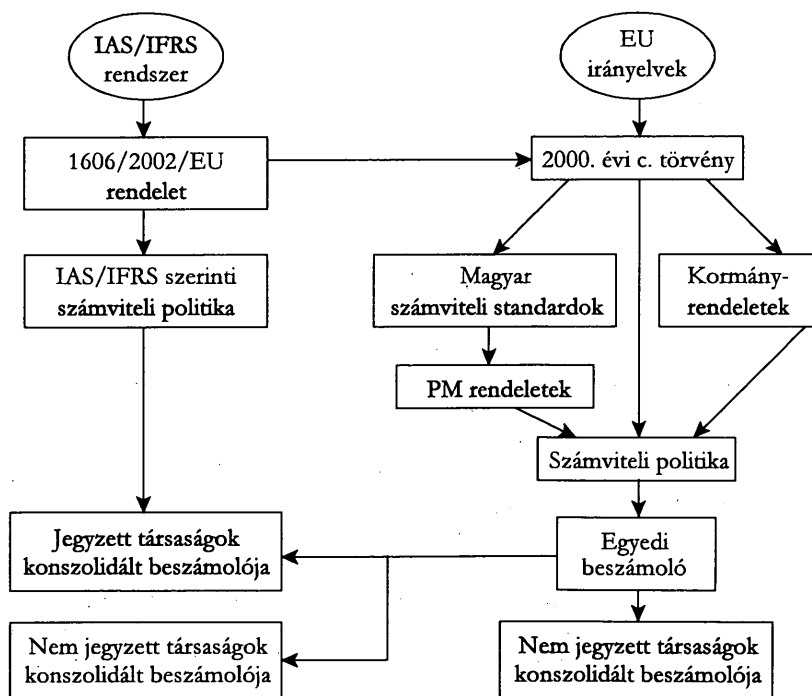 IAS/IFRS
rendszer
EU
irányelvek
1606/2002/EU
rendelet
2000. évi c. törvény
IAS/IFRS szerinti
számviteli politika
Magyar
számviteli standardok
Kormány-
rendeletek
PM rendeletek
Számviteli politika
Jegyzett társaságok
konszolidált beszámolója
Egyedi
beszámoló
Nem jegyzett társaságok
konszolidált beszámolója
Nem jegyzett társaságok
konszolidált beszámolója